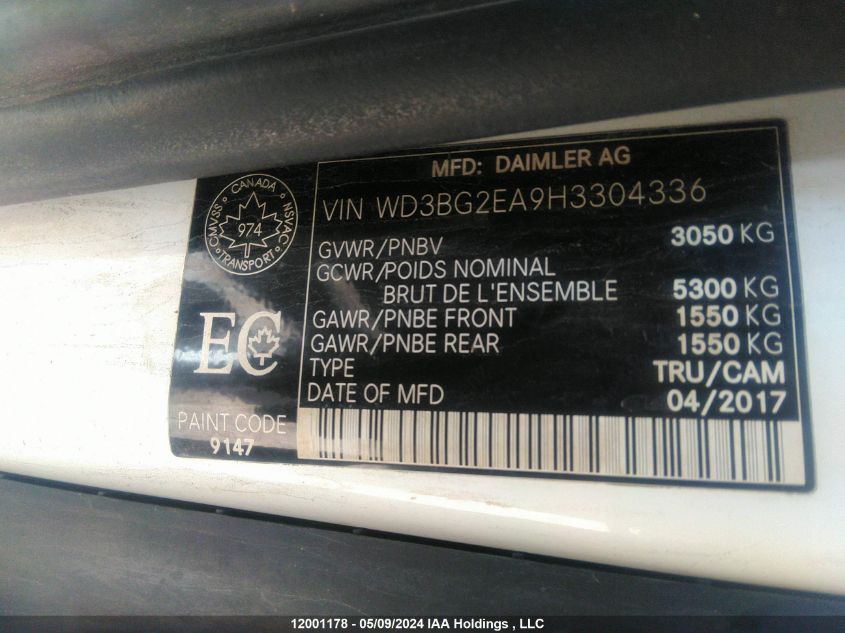 MFD: DAIMLER AG
VIN WD3BG2EA9H3304336
GVWR/PNBV 3050 KG
GCWR/POIDS NOMINAL
BRUT DE L'ENSEMBLE 5300 KG
GAWR/PNBE FRONT 1550 KG
GAWR/PNBE REAR 1550 KG
TYPE TRU/CAM
DATE OF MFD 04/2017
CANADA
CMVSS
NSVAC
974
TRANSPORT
EC
PAINT CODE
9147
12001178 - 05/09/2024 IAA Holdings , LLC